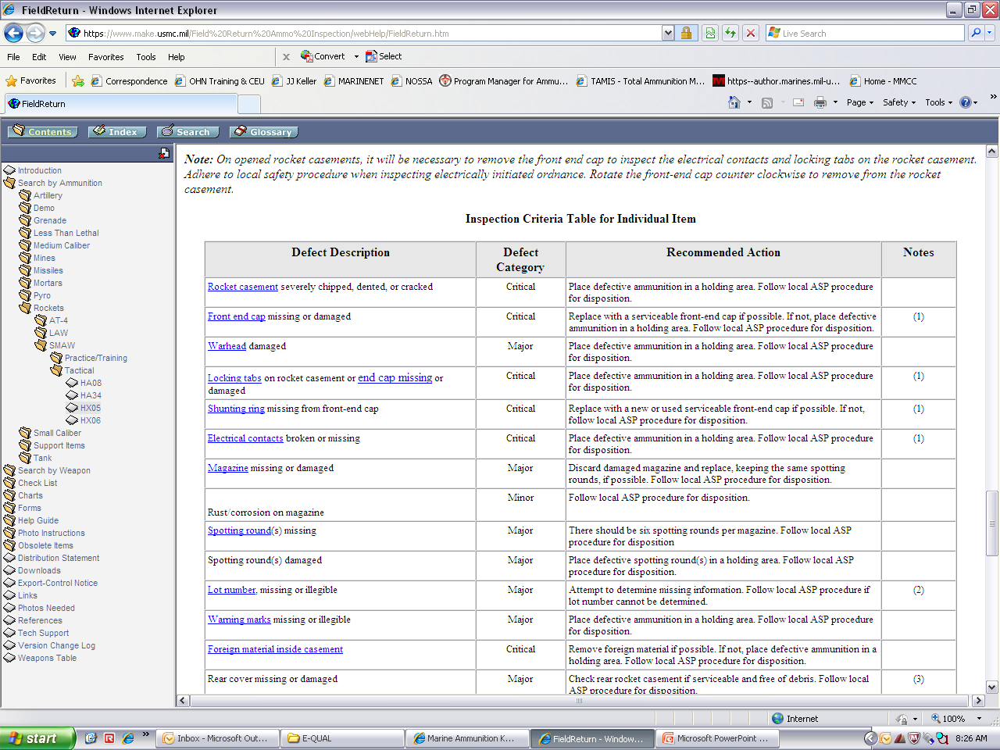 FieldReturn - Windows Internet Explorer
https://www.make.usmc.mil/Field%20Return%20Ammo%20Inspection/webHelp/FieldReturn.htm
Live Search
File Edit View Favorites Tools Help
x Convert Select
Favorites Correspondence OHN Training & CEU JJ Keller MARINENET NOSSA Program Manager for Ammu... TAMIS - Total Ammunition M... https--author.marines.mil-u... Home - MMCC
FieldReturn
Page Safety Tools
Contents Index Search Glossary
Introduction
Search by Ammunition
Artillery
Demo
Grenade
Less Than Lethal
Medium Caliber
Mines
Missiles
Mortars
Pyro
Rockets
AT-4
LAW
SMAW
Practice/Training
Tactical
HA08
HA34
HX05
HX06
Small Caliber
Support Items
Tank
Search by Weapon
Check List
Charts
Forms
Help Guide
Photo Instructions
Obsolete Items
Distribution Statement
Downloads
Export-Control Notice
Links
Photos Needed
References
Tech Support
Version Change Log
Weapons Table
Note: On opened rocket casements, it will be necessary to remove the front end cap to inspect the electrical contacts and locking tabs on the rocket casement.
Adhere to local safety procedure when inspecting electrically initiated ordnance. Rotate the front-end cap counter clockwise to remove from the rocket
casement.
Inspection Criteria Table for Individual Item
Defect Description Defect Category Recommended Action Notes
Rocket casement severely chipped, dented, or cracked Critical Place defective ammunition in a holding area. Follow local ASP procedure
for disposition.
Front end cap missing or damaged Critical Replace with a serviceable front-end cap if possible. If not, place defective (1)
ammunition in a holding area. Follow local ASP procedure for disposition.
Warhead damaged Major Place defective ammunition in a holding area. Follow local ASP procedure
for disposition.
Locking tabs on rocket casement or end cap missing or Critical Place defective ammunition in a holding area. Follow local ASP procedure (1)
damaged for disposition.
Shunting ring missing from front-end cap Critical Replace with a new or used serviceable front-end cap if possible. If not, (1)
follow local ASP procedure for disposition.
Electrical contacts broken or missing Critical Place defective ammunition in a holding area. Follow local ASP procedure (1)
for disposition.
Magazine missing or damaged Major Discard damaged magazine and replace, keeping the same spotting
rounds, if possible. Follow local ASP procedure for disposition.
Minor Follow local ASP procedure for disposition.
Rust/corrosion on magazine
Spotting round(s) missing Major There should be six spotting rounds per magazine. Follow local ASP
procedure for disposition
Spotting round(s) damaged Major Place defective spotting round(s) in a holding area. Follow local ASP
procedure for disposition.
Lot number, missing or illegible Major Attempt to determine missing information. Follow local ASP procedure if (2)
lot number cannot be determined.
Warning marks missing or illegible Major Place defective ammunition in a holding area. Follow local ASP procedure
for disposition.
Foreign material inside casement Critical Remove foreign material if possible. If not, place defective ammunition in a
holding area. Follow local ASP procedure for disposition.
Rear cover missing or damaged Major Check rear rocket casement if serviceable and free of debris. Follow local (3)
ASP procedure for disposition.
Internet 100%
start Inbox - Microsoft Out... E-QUAL Marine Ammunition K... FieldReturn - Window... Microsoft PowerPoint ... 8:26 AM